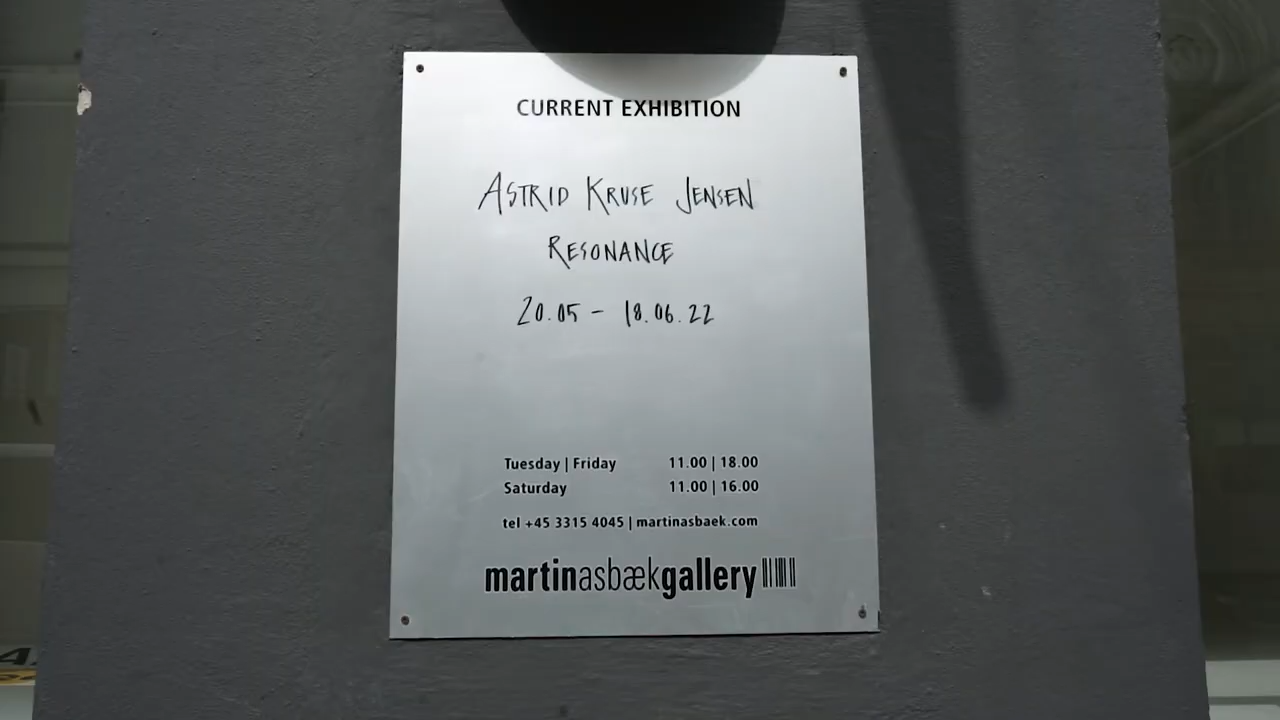 CURRENT EXHIBITION
ASTRID KRUSE JENSEN
RESONANCE
20.05 - 18.06.22
Tuesday | Friday 11.00 | 18.00
Saturday 11.00 | 16.00
tel +45 3315 4045 | martinasbaek.com
martinasbækgallery